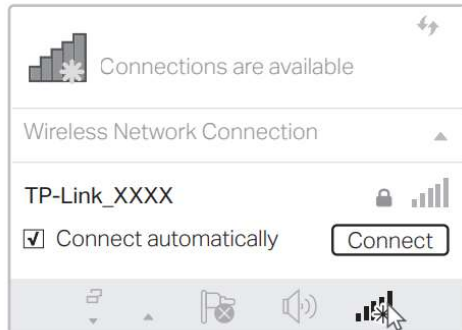 Connections are available
Wireless Network Connection
TP-Link_XXXX
Connect automatically
Connect